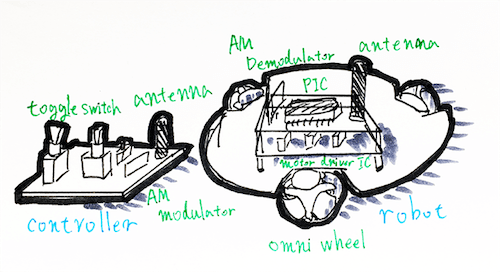 AM
Demodulator
antenna
PIC
toggle switch
antenna
motor driver IC
AM
modulator
controller
robot
omni wheel